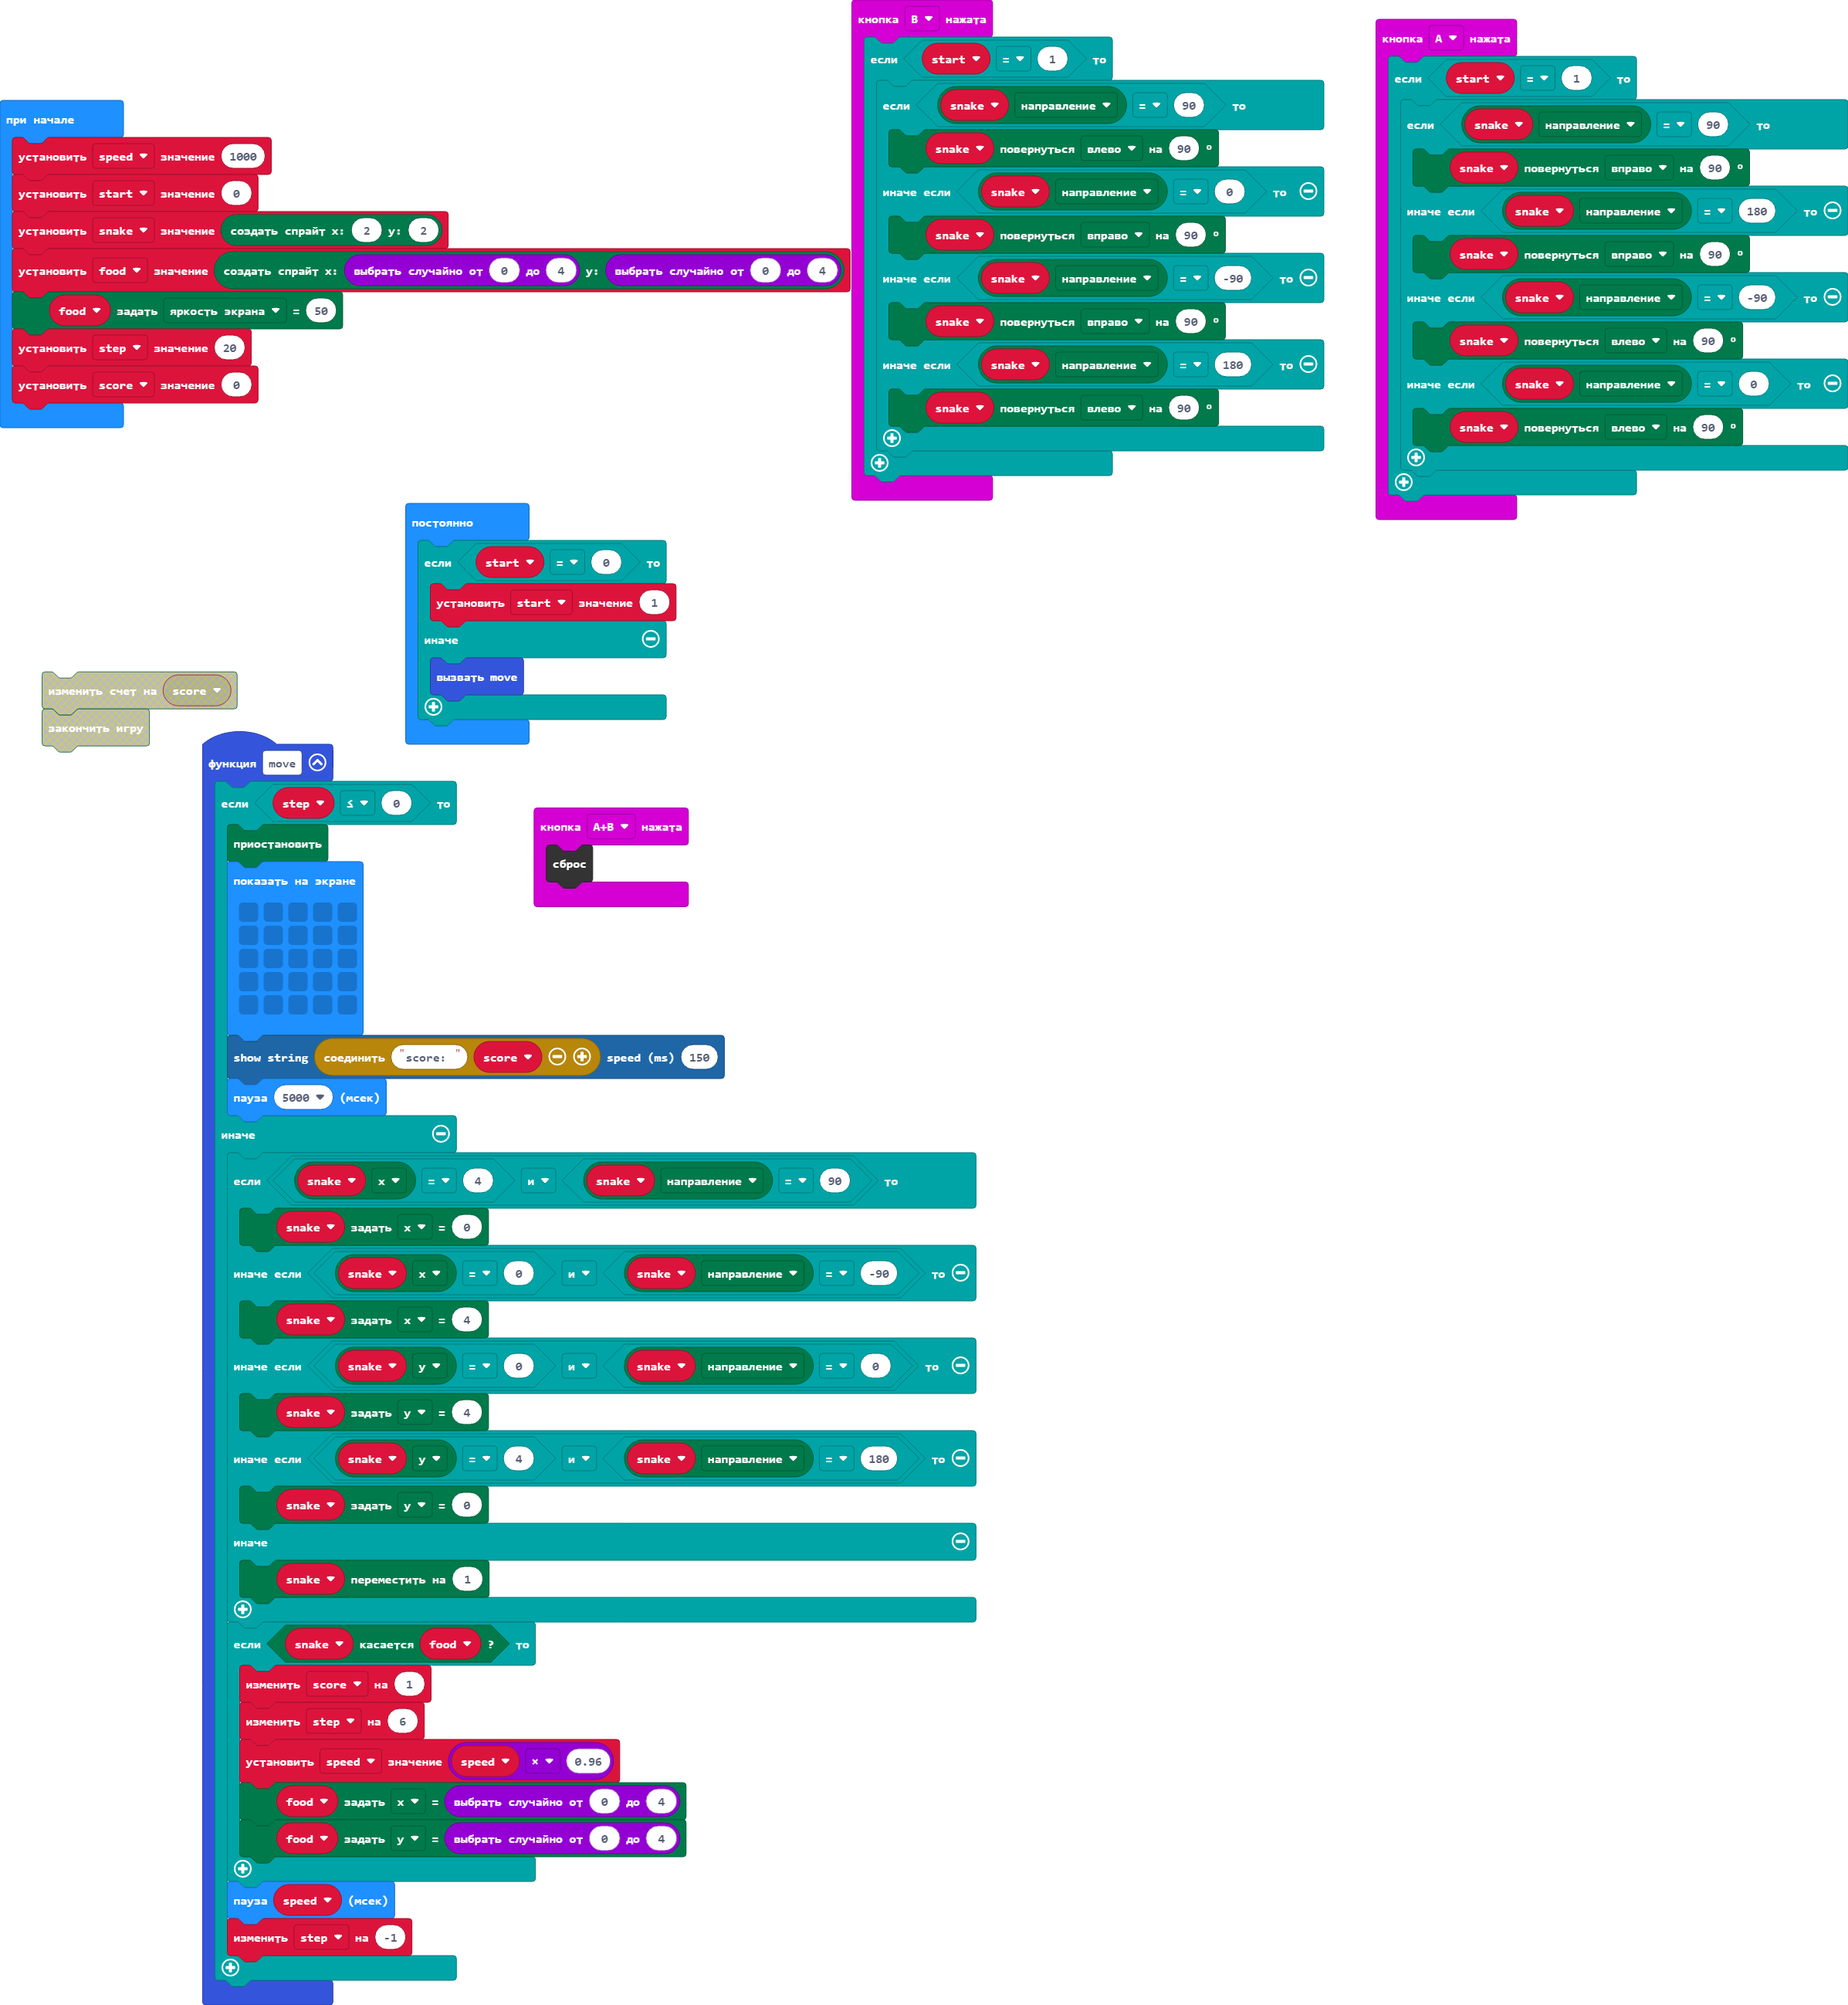 при начале
установить speed значение 1000
установить start значение 0
установить snake значение создать спрайт x: 2 y: 2
установить food значение создать спрайт x: выбрать случайно от 0 до 4 y: выбрать случайно от 0 до 4
food задать яркость экрана = 50
установить step значение 20
установить score значение 0
кнопка B нажата
если start = 1 то
если snake направление = 90 то
snake повернуться влево на 90 °
иначе если snake направление = 0 то
snake повернуться вправо на 90 °
иначе если snake направление = -90 то
snake повернуться вправо на 90 °
иначе если snake направление = 180 то
snake повернуться влево на 90 °
кнопка A нажата
если start = 1 то
если snake направление = 90 то
snake повернуться вправо на 90 °
иначе если snake направление = 180 то
snake повернуться вправо на 90 °
иначе если snake направление = -90 то
snake повернуться влево на 90 °
иначе если snake направление = 0 то
snake повернуться влево на 90 °
постоянно
если start = 0 то
установить start значение 1
иначе
вызвать move
изменить счет на score
закончить игру
функция move
если step ≤ 0 то
приостановить
показать на экране
show string соединить "score: " score speed (ms) 150
пауза 5000 (мсек)
иначе
если snake x = 4 и snake направление = 90 то
snake задать x = 0
иначе если snake x = 0 и snake направление = -90 то
snake задать x = 4
иначе если snake y = 0 и snake направление = 0 то
snake задать y = 4
иначе если snake y = 4 и snake направление = 180 то
snake задать y = 0
иначе
snake переместить на 1
если snake касается food ? то
изменить score на 1
изменить step на 6
установить speed значение speed × 0.96
food задать x = выбрать случайно от 0 до 4
food задать y = выбрать случайно от 0 до 4
пауза speed (мсек)
изменить step на -1
кнопка A+B нажата
сброс